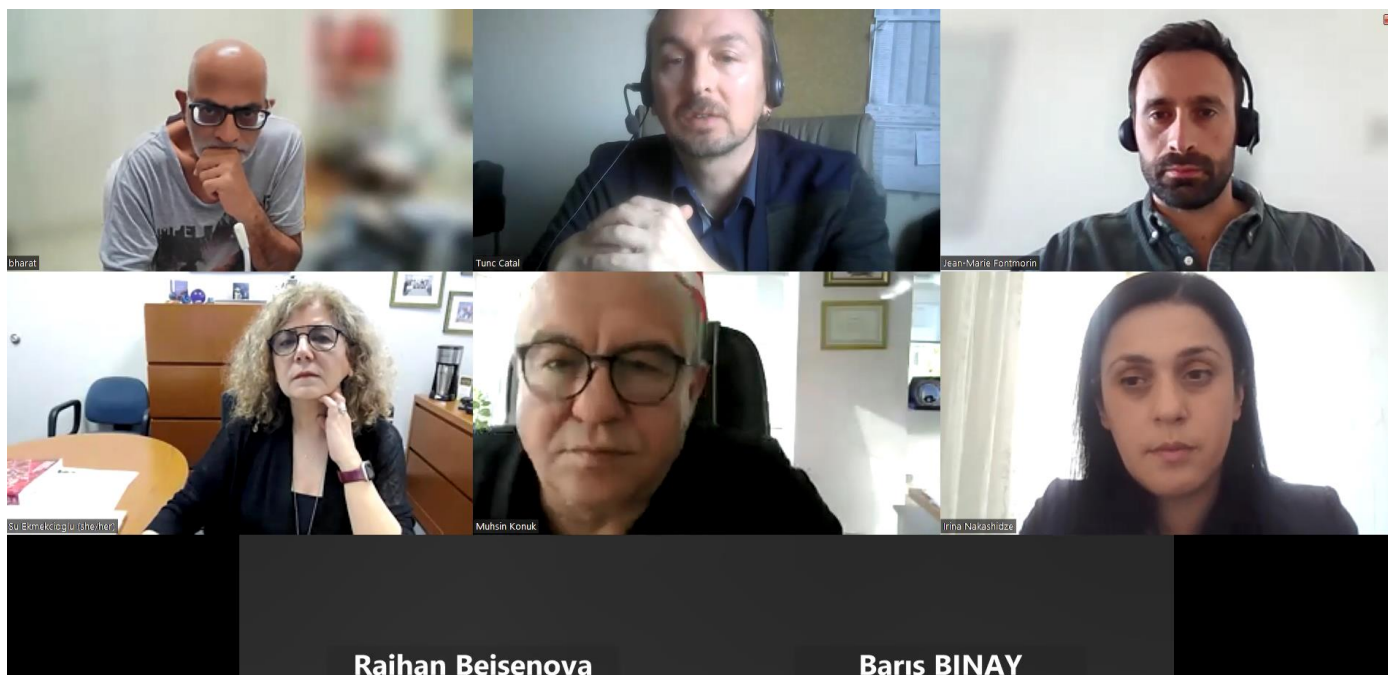 bharat
Tunc Catal
Jean-Marie Fontmorin
Su Ekmekcioglu (she/her)
Muhsin Konuk
Irina Nakashidze
Raihan Beisenova
Barış BINAY